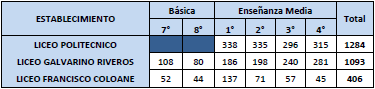 ESTABLECIMIENTO Básica Enseñanza Media Total
7° 8° 1° 2° 3° 4°
LICEO POLITECNICO 338 335 296 315 1284
LICEO GALVARINO RIVEROS 108 80 186 198 240 281 1093
LICEO FRANCISCO COLOANE 52 44 137 71 57 45 406